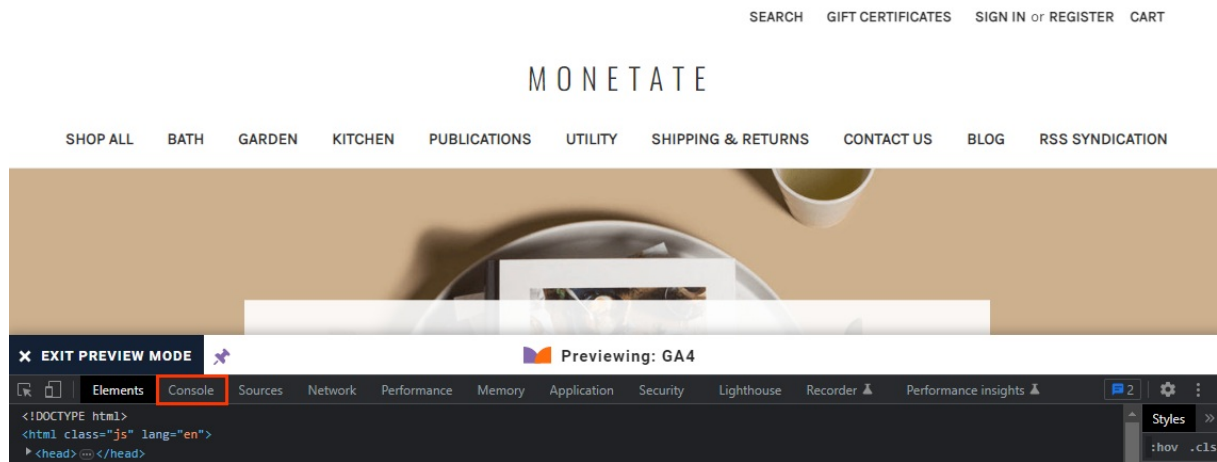 SEARCH GIFT CERTIFICATES SIGN IN or REGISTER CART
MONETATE
SHOP ALL BATH GARDEN KITCHEN PUBLICATIONS UTILITY SHIPPING & RETURNS CONTACT US BLOG RSS SYNDICATION
× EXIT PREVIEW MODE Previewing: GA4
Elements Console Sources Network Performance Memory Application Security Lighthouse Recorder Performance insights 2
<!DOCTYPE html> Styles »
<html class="js" lang="en">
▶ <head> ⋯ </head> :hov .cls